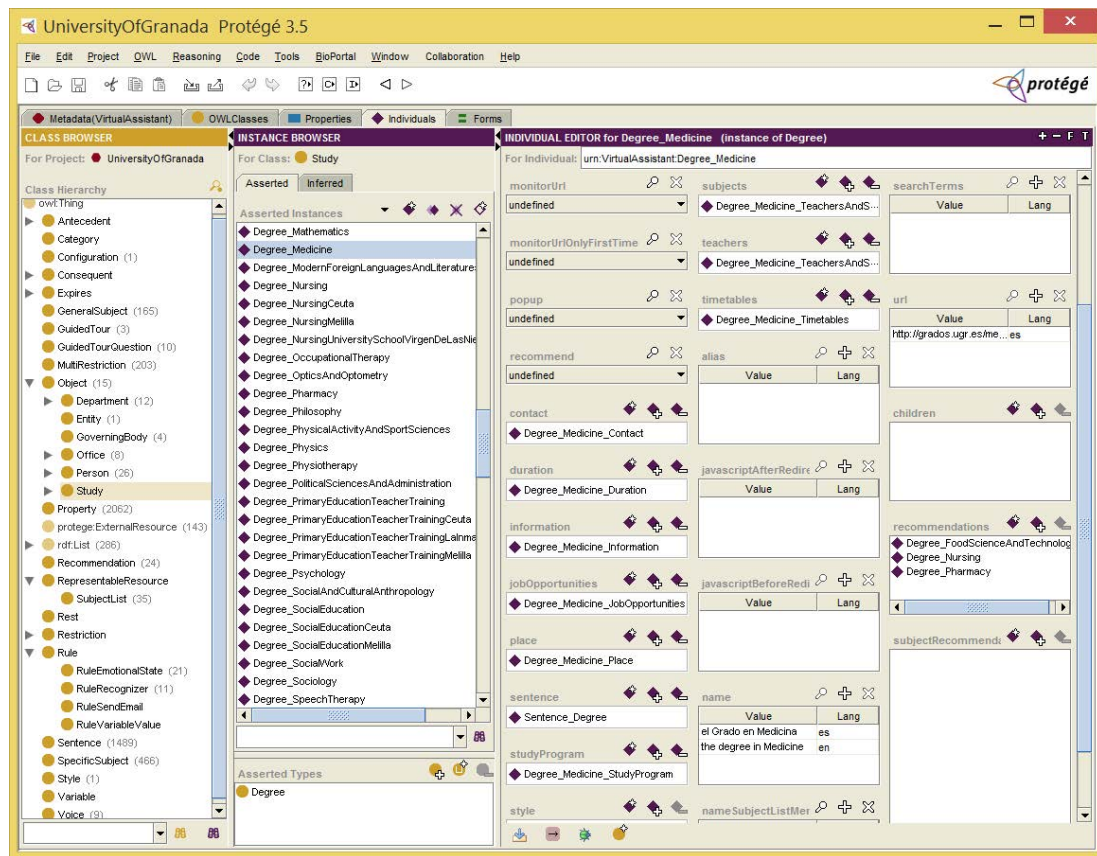 UniversityOfGranada Protégé 3.5
File Edit Project OWL Reasoning Code Tools BioPortal Window Collaboration Help
protégé
Metadata(VirtualAssistant) OWLClasses Properties Individuals Forms
CLASS BROWSER
For Project: UniversityOfGranada
Class Hierarchy
owl:Thing
Antecedent
Category
Configuration (1)
Consequent
Expires
GeneralSubject (165)
GuidedTour (3)
GuidedTourQuestion (10)
MultiRestriction (203)
Object (15)
Department (12)
Entity (1)
GoverningBody (4)
Office (8)
Person (26)
Study
Property (2062)
protege:ExternalResource (143)
rdf:List (286)
Recommendation (24)
RepresentableResource
SubjectList (35)
Rest
Restriction
Rule
RuleEmotionalState (21)
RuleRecognizer (11)
RuleSendEmail
RuleVariableValue
Sentence (1489)
SpecificSubject (466)
Style (1)
Variable
Voice (9)
INSTANCE BROWSER
For Class: Study
Asserted Inferred
Asserted Instances
Degree_Mathematics
Degree_Medicine
Degree_ModernForeignLanguagesAndLiterature
Degree_Nursing
Degree_NursingCeuta
Degree_NursingMelilla
Degree_NursingUniversitySchoolVirgenDeLasNie
Degree_OccupationalTherapy
Degree_OpticsAndOptometry
Degree_Pharmacy
Degree_Philosophy
Degree_PhysicalActivityAndSportSciences
Degree_Physics
Degree_Physiotherapy
Degree_PoliticalSciencesAndAdministration
Degree_PrimaryEducationTeacherTraining
Degree_PrimaryEducationTeacherTrainingCeuta
Degree_PrimaryEducationTeacherTrainingLaInma
Degree_PrimaryEducationTeacherTrainingMelilla
Degree_Psychology
Degree_SocialAndCulturalAnthropology
Degree_SocialEducation
Degree_SocialEducationCeuta
Degree_SocialEducationMelilla
Degree_SocialWork
Degree_Sociology
Degree_SpeechTherapy
Asserted Types
Degree
INDIVIDUAL EDITOR for Degree_Medicine (instance of Degree) + - F T
For Individual: urn:VirtualAssistant:Degree_Medicine
monitorUrl
undefined
monitorUrlOnlyFirstTime
undefined
popup
undefined
recommend
undefined
contact
Degree_Medicine_Contact
duration
Degree_Medicine_Duration
information
Degree_Medicine_Information
jobOpportunities
Degree_Medicine_JobOpportunities
place
Degree_Medicine_Place
sentence
Sentence_Degree
studyProgram
Degree_Medicine_StudyProgram
style
subjects
Degree_Medicine_TeachersAndS...
teachers
Degree_Medicine_TeachersAndS...
timetables
Degree_Medicine_Timetables
alias
Value Lang
javascriptAfterRedire
Value Lang
javascriptBeforeRedi
Value Lang
name
Value Lang
el Grado en Medicina es
the degree in Medicine en
nameSubjectListMer
searchTerms
Value Lang
url
Value Lang
http://grados.ugr.es/me... es
children
recommendations
Degree_FoodScienceAndTechnolog
Degree_Nursing
Degree_Pharmacy
subjectRecommenda